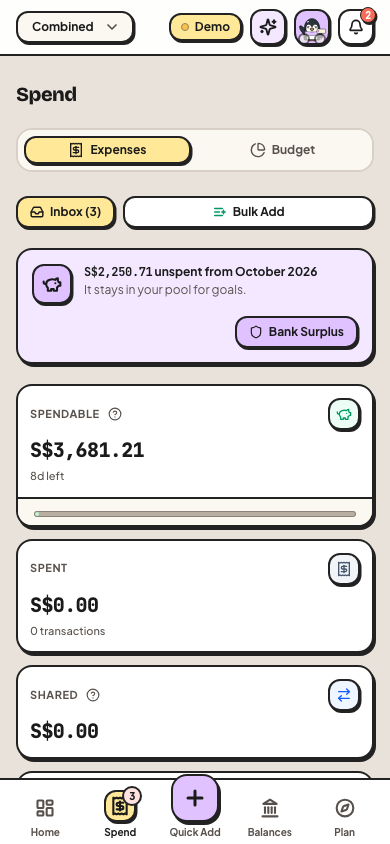 Combined
Demo
2
Spend
Expenses
Budget
Inbox (3)
Bulk Add
S$2,250.71 unspent from October 2026
It stays in your pool for goals.
Bank Surplus
SPENDABLE
S$3,681.21
8d left
SPENT
S$0.00
0 transactions
SHARED
S$0.00
3
Home
Spend
Quick Add
Balances
Plan